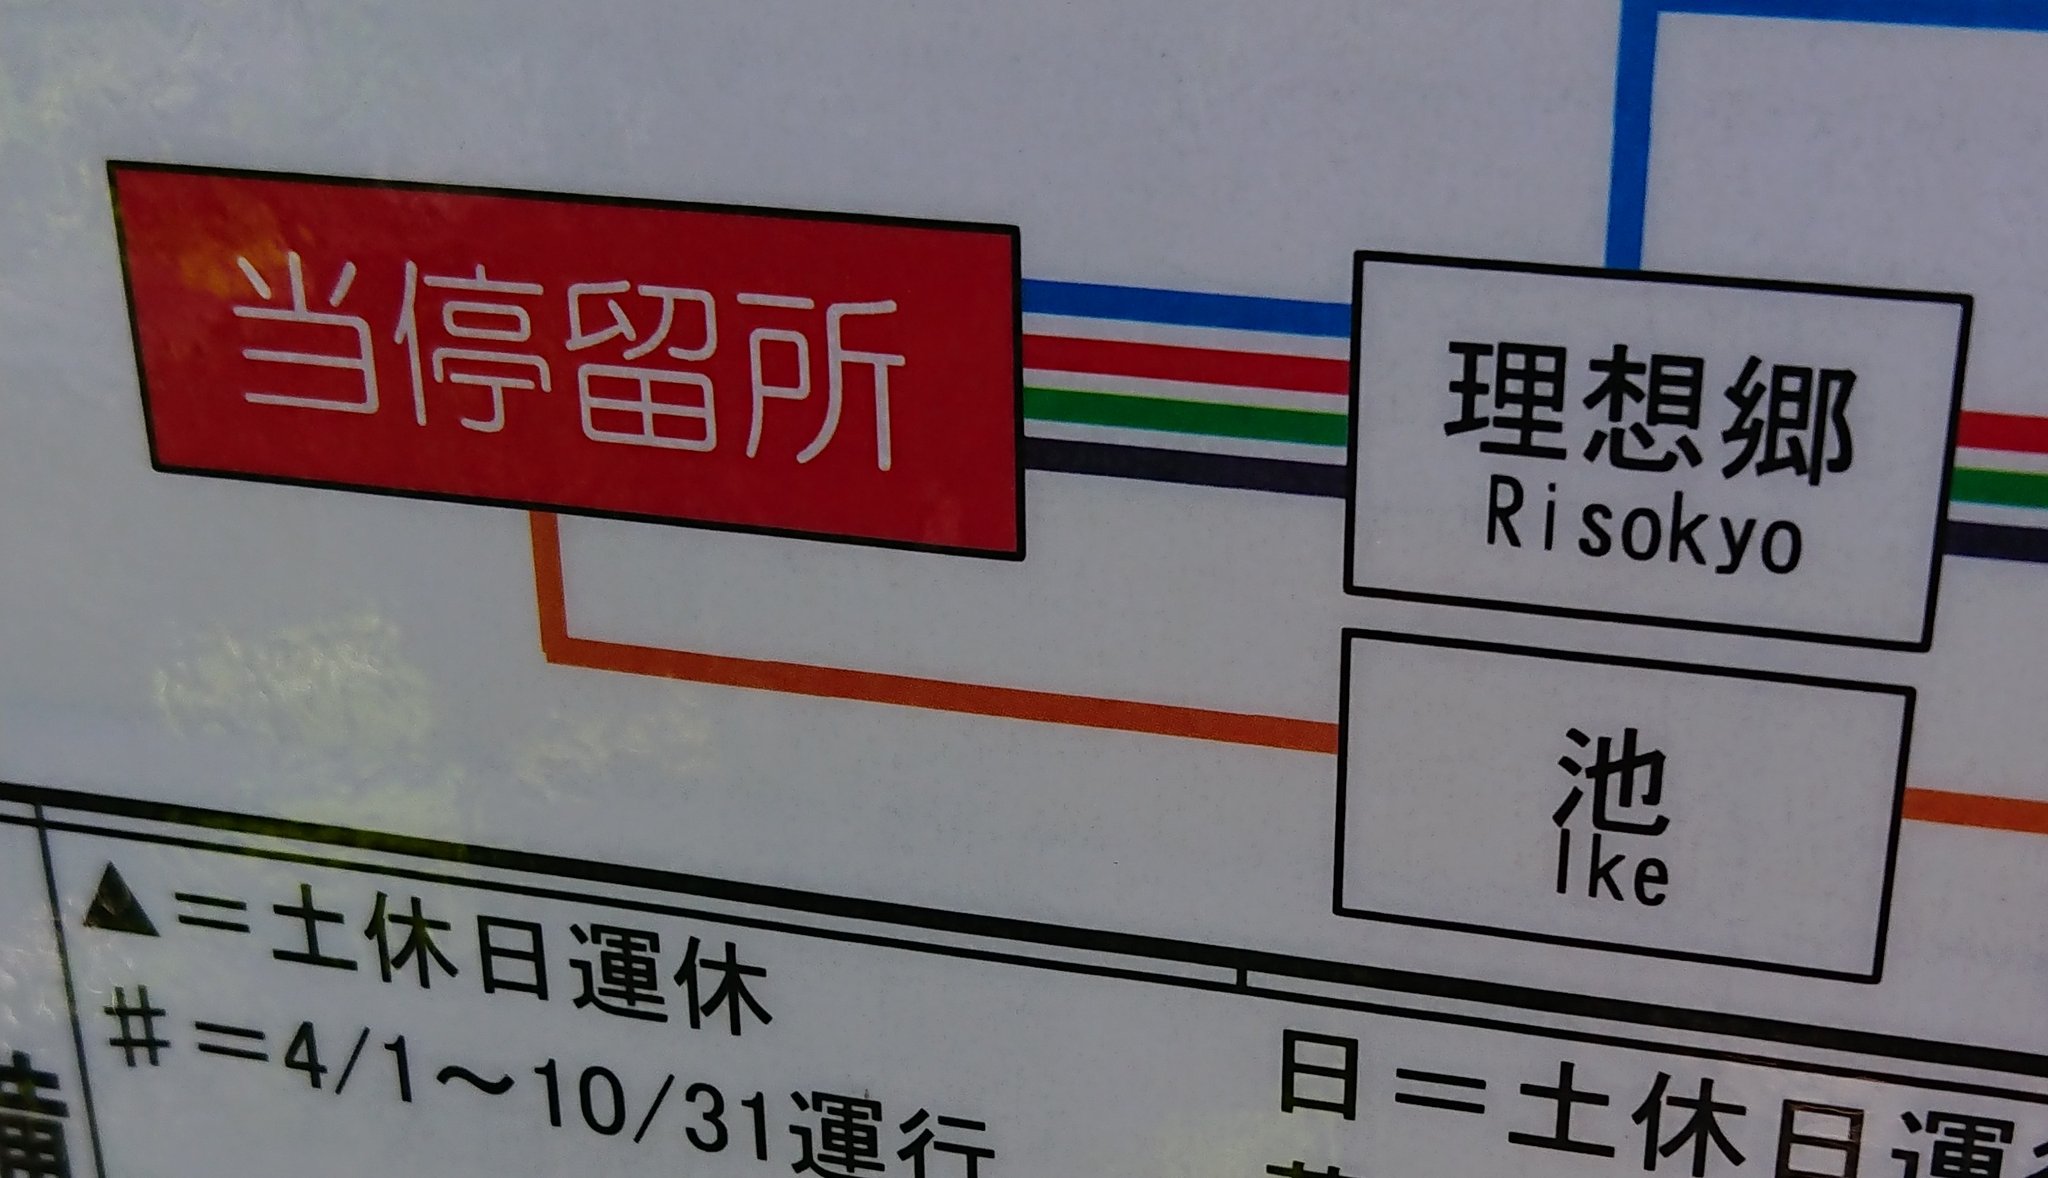 当停留所
理想郷
Risokyo
池
Ike
▲=土休日運休
#=4/1〜10/31運行
日=土休日運